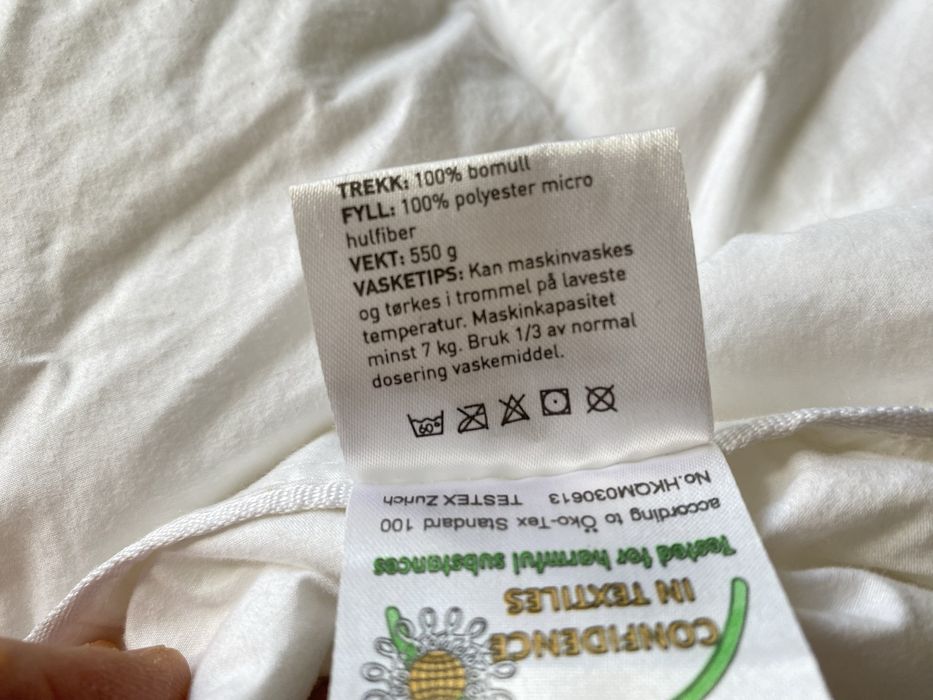 TREKK: 100% bomull
FYLL: 100% polyester micro
hulfiber
VEKT: 550 g
VASKETIPS: Kan maskinvaskes
og tørkes i trommel på laveste
temperatur. Maskinkapasitet
minst 7 kg. Bruk 1/3 av normal
dosering vaskemiddel.
60°
CONFIDENCE
IN TEXTILES
Tested for harmful substances
according to Öko-Tex Standard 100
No.HKQM030613 TESTEX Zurich